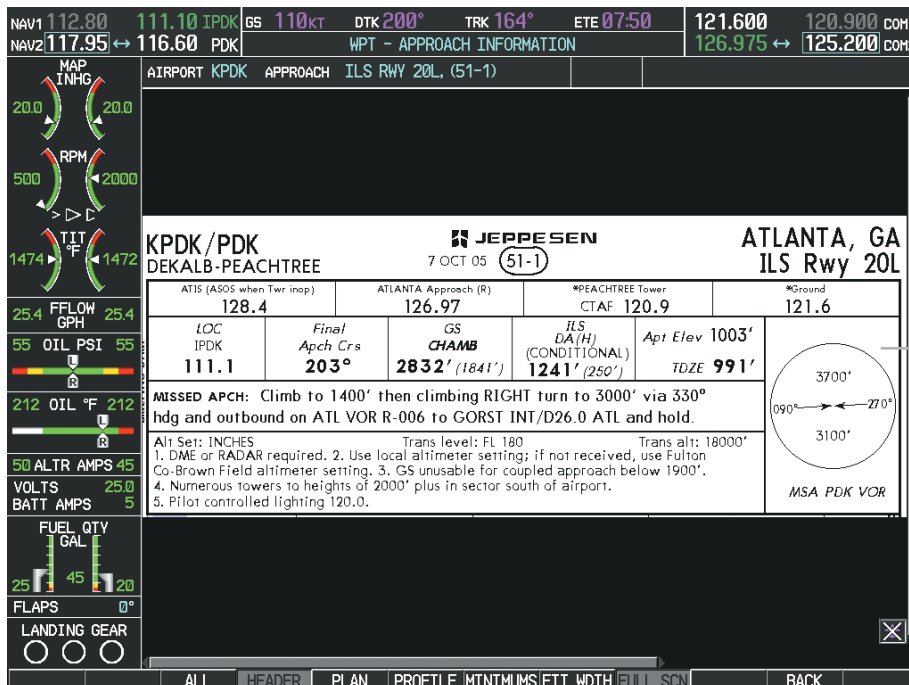 NAV1 112.80 111.10 IPDK GS 110KT DTK 200° TRK 164° ETE 07:50 121.600 120.900 COM
NAV2 117.95 ↔ 116.60 PDK WPT - APPROACH INFORMATION 126.975 ↔ 125.200 COM
AIRPORT KPDK APPROACH ILS RWY 20L, (51-1)
MAP
INHG
20.0 20.0
RPM
500 2000
TIT
°F
1474 1472
FFLOW
25.4 GPH 25.4
55 OIL PSI 55
L
R
212 OIL °F 212
L
R
50 ALTR AMPS 45
VOLTS 25.0
BATT AMPS 5
FUEL QTY
GAL
25 45 20
FLAPS 0°
LANDING GEAR
KPDK/PDK
DEKALB-PEACHTREE
JEPPESEN
7 OCT 05 51-1
ATLANTA, GA
ILS Rwy 20L
ATIS (ASOS when Twr inop) ATLANTA Approach (R) *PEACHTREE Tower *Ground
128.4 126.97 CTAF 120.9 121.6
LOC
IPDK
111.1
Final
Apch Crs
203°
GS
CHAMB
2832' (1841')
ILS
DA(H)
(CONDITIONAL)
1241' (250')
Apt Elev 1003'
TDZE 991'
MISSED APCH: Climb to 1400' then climbing RIGHT turn to 3000' via 330°
hdg and outbound on ATL VOR R-006 to GORST INT/D26.0 ATL and hold.
Alt Set: INCHES Trans level: FL 180 Trans alt: 18000'
1. DME or RADAR required. 2. Use local altimeter setting; if not received, use Fulton
Co-Brown Field altimeter setting. 3. GS unusable for coupled approach below 1900'.
4. Numerous towers to heights of 2000' plus in sector south of airport.
5. Pilot controlled lighting 120.0.
3700'
090° 270°
3100'
MSA PDK VOR
ALL HEADER PLAN PROFILE MINIMUMS FIT WDTH FULL SCN BACK